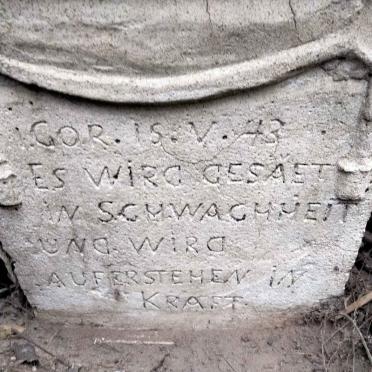 COR. 15. V. 43
ES WIRD GESAET
IN SCHWACHHEIT
UND WIRD
AUFERSTEHEN IN
KRAFT